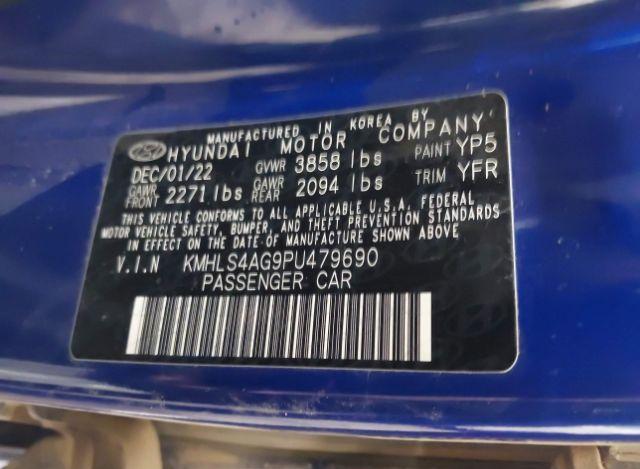 MANUFACTURED IN KOREA BY
HYUNDAI MOTOR COMPANY
DEC/01/22 GVWR 3858 lbs PAINT YP5
GAWR FRONT 2271 lbs GAWR REAR 2094 lbs TRIM YFR
THIS VEHICLE CONFORMS TO ALL APPLICABLE U.S.A. FEDERAL
MOTOR VEHICLE SAFETY, BUMPER, AND THEFT PREVENTION STANDARDS
IN EFFECT ON THE DATE OF MANUFACTURE SHOWN ABOVE
V.I.N KMHLS4AG9PU479690
PASSENGER CAR